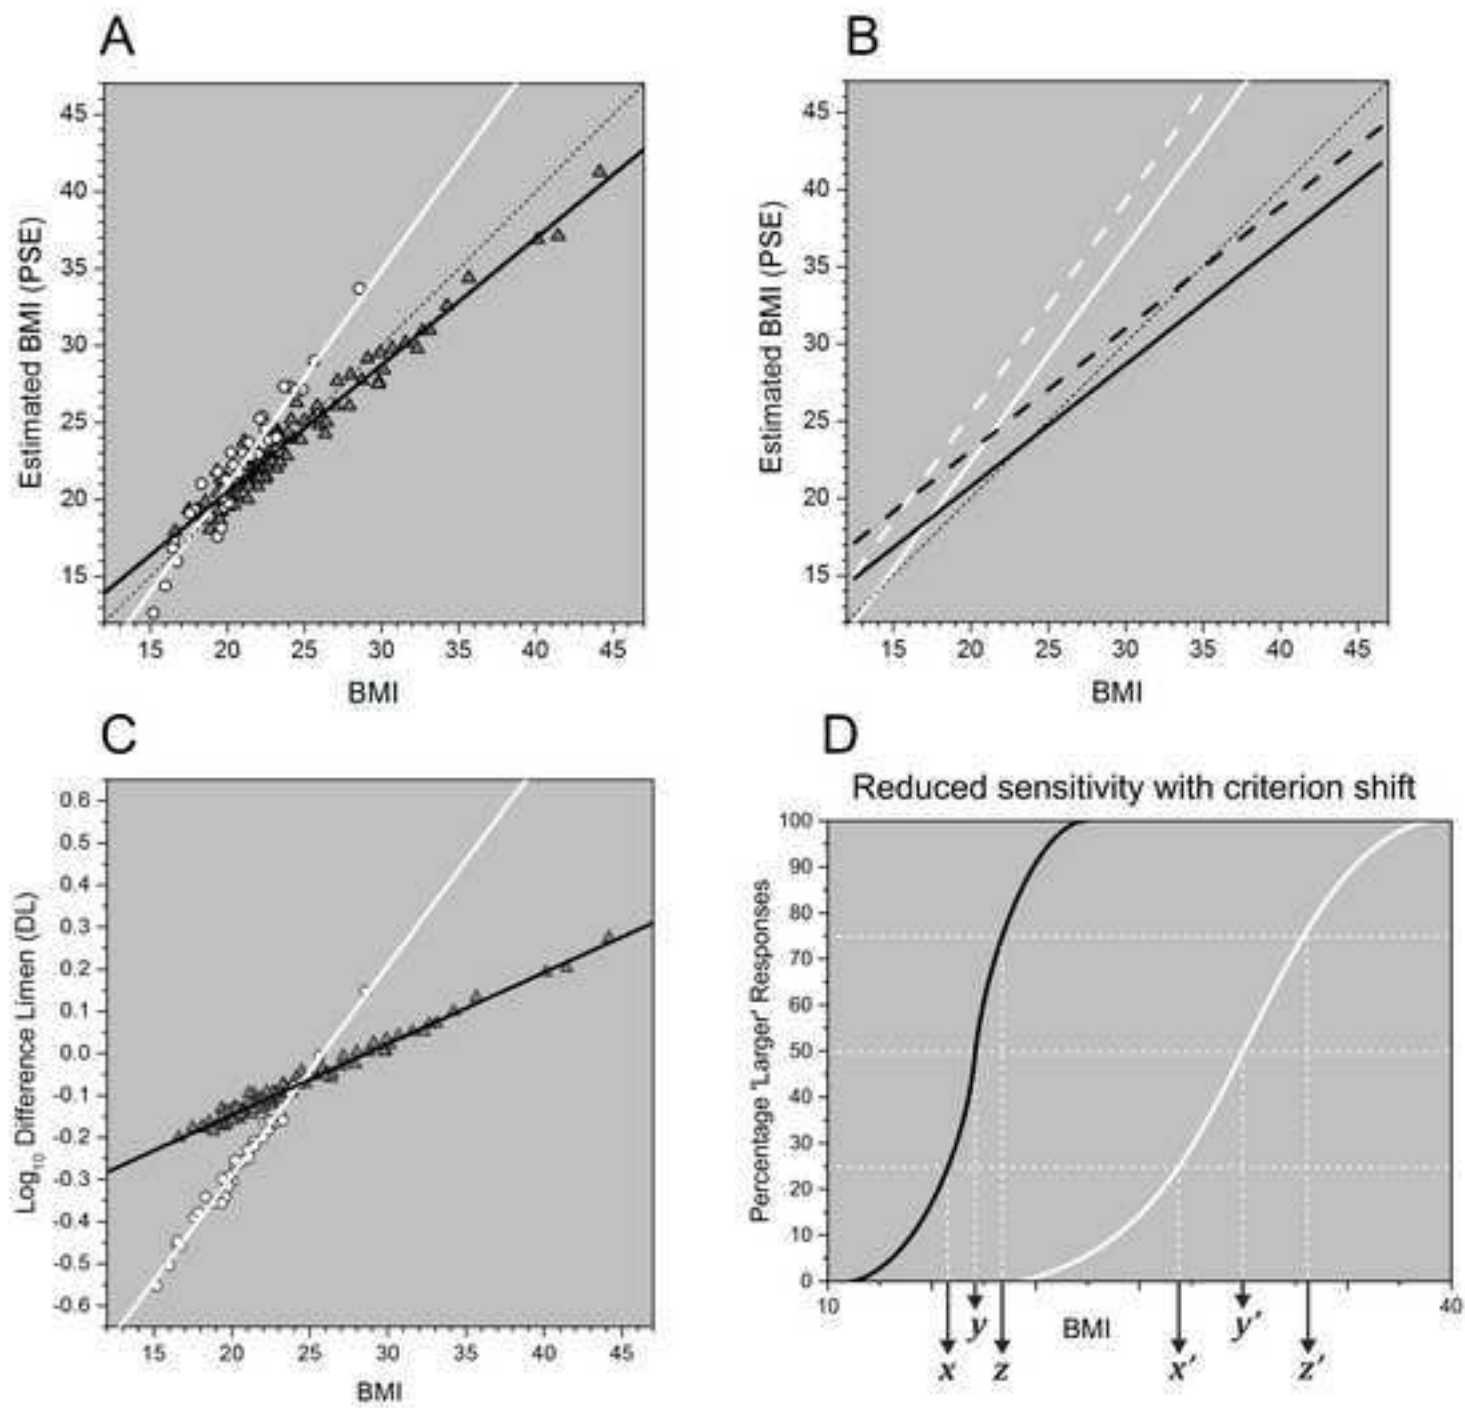 A
Estimated BMI (PSE)
45
40
35
30
25
20
15
15 20 25 30 35 40 45
BMI
B
Estimated BMI (PSE)
45
40
35
30
25
20
15
15 20 25 30 35 40 45
BMI
C
Log10 Difference Limen (DL)
0.6
0.5
0.4
0.3
0.2
0.1
0.0
-0.1
-0.2
-0.3
-0.4
-0.5
-0.6
15 20 25 30 35 40 45
BMI
D
Reduced sensitivity with criterion shift
Percentage 'Larger' Responses
100
90
80
70
60
50
40
30
20
10
0
10 40
y BMI y'
x z x' z'